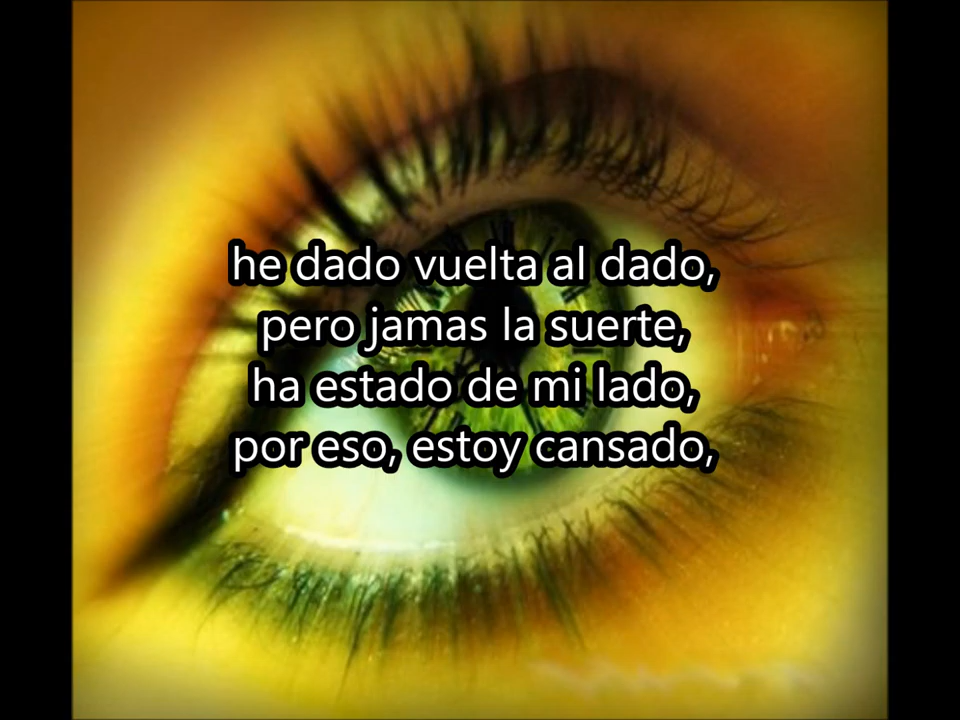 he dado vuelta al dado,
pero jamas la suerte,
ha estado de mi lado,
por eso, estoy cansado,